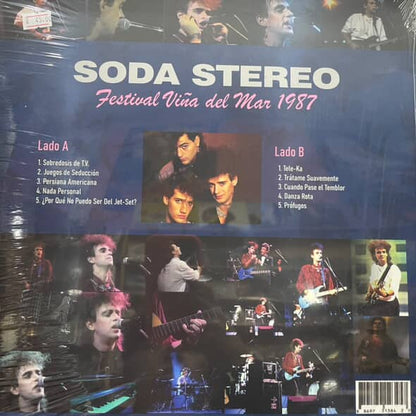 SODA STEREO
Festival Viña del Mar 1987
Lado A
1. Sobredosis de T.V.
2. Juegos de Seducción
3. Persiana Americana
4. Nada Personal
5. ¿Por Qué No Puedo Ser Del Jet-Set?
Lado B
1. Tele-Ka
2. Trátame Suavemente
3. Cuando Pase el Temblor
4. Danza Rota
5. Prófugos